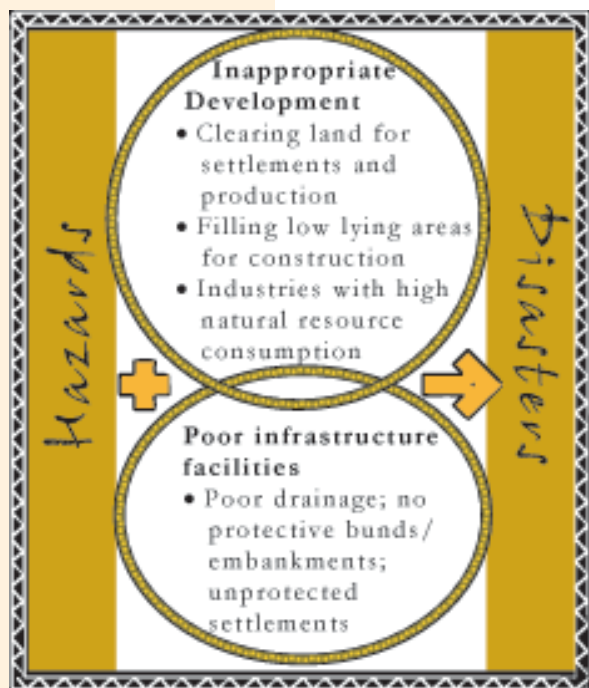 Hazards
Inappropriate
Development
• Clearing land for
settlements and
production
• Filling low lying areas
for construction
• Industries with high
natural resource
consumption
Poor infrastructure
facilities
• Poor drainage; no
protective bunds/
embankments;
unprotected
settlements
Disasters